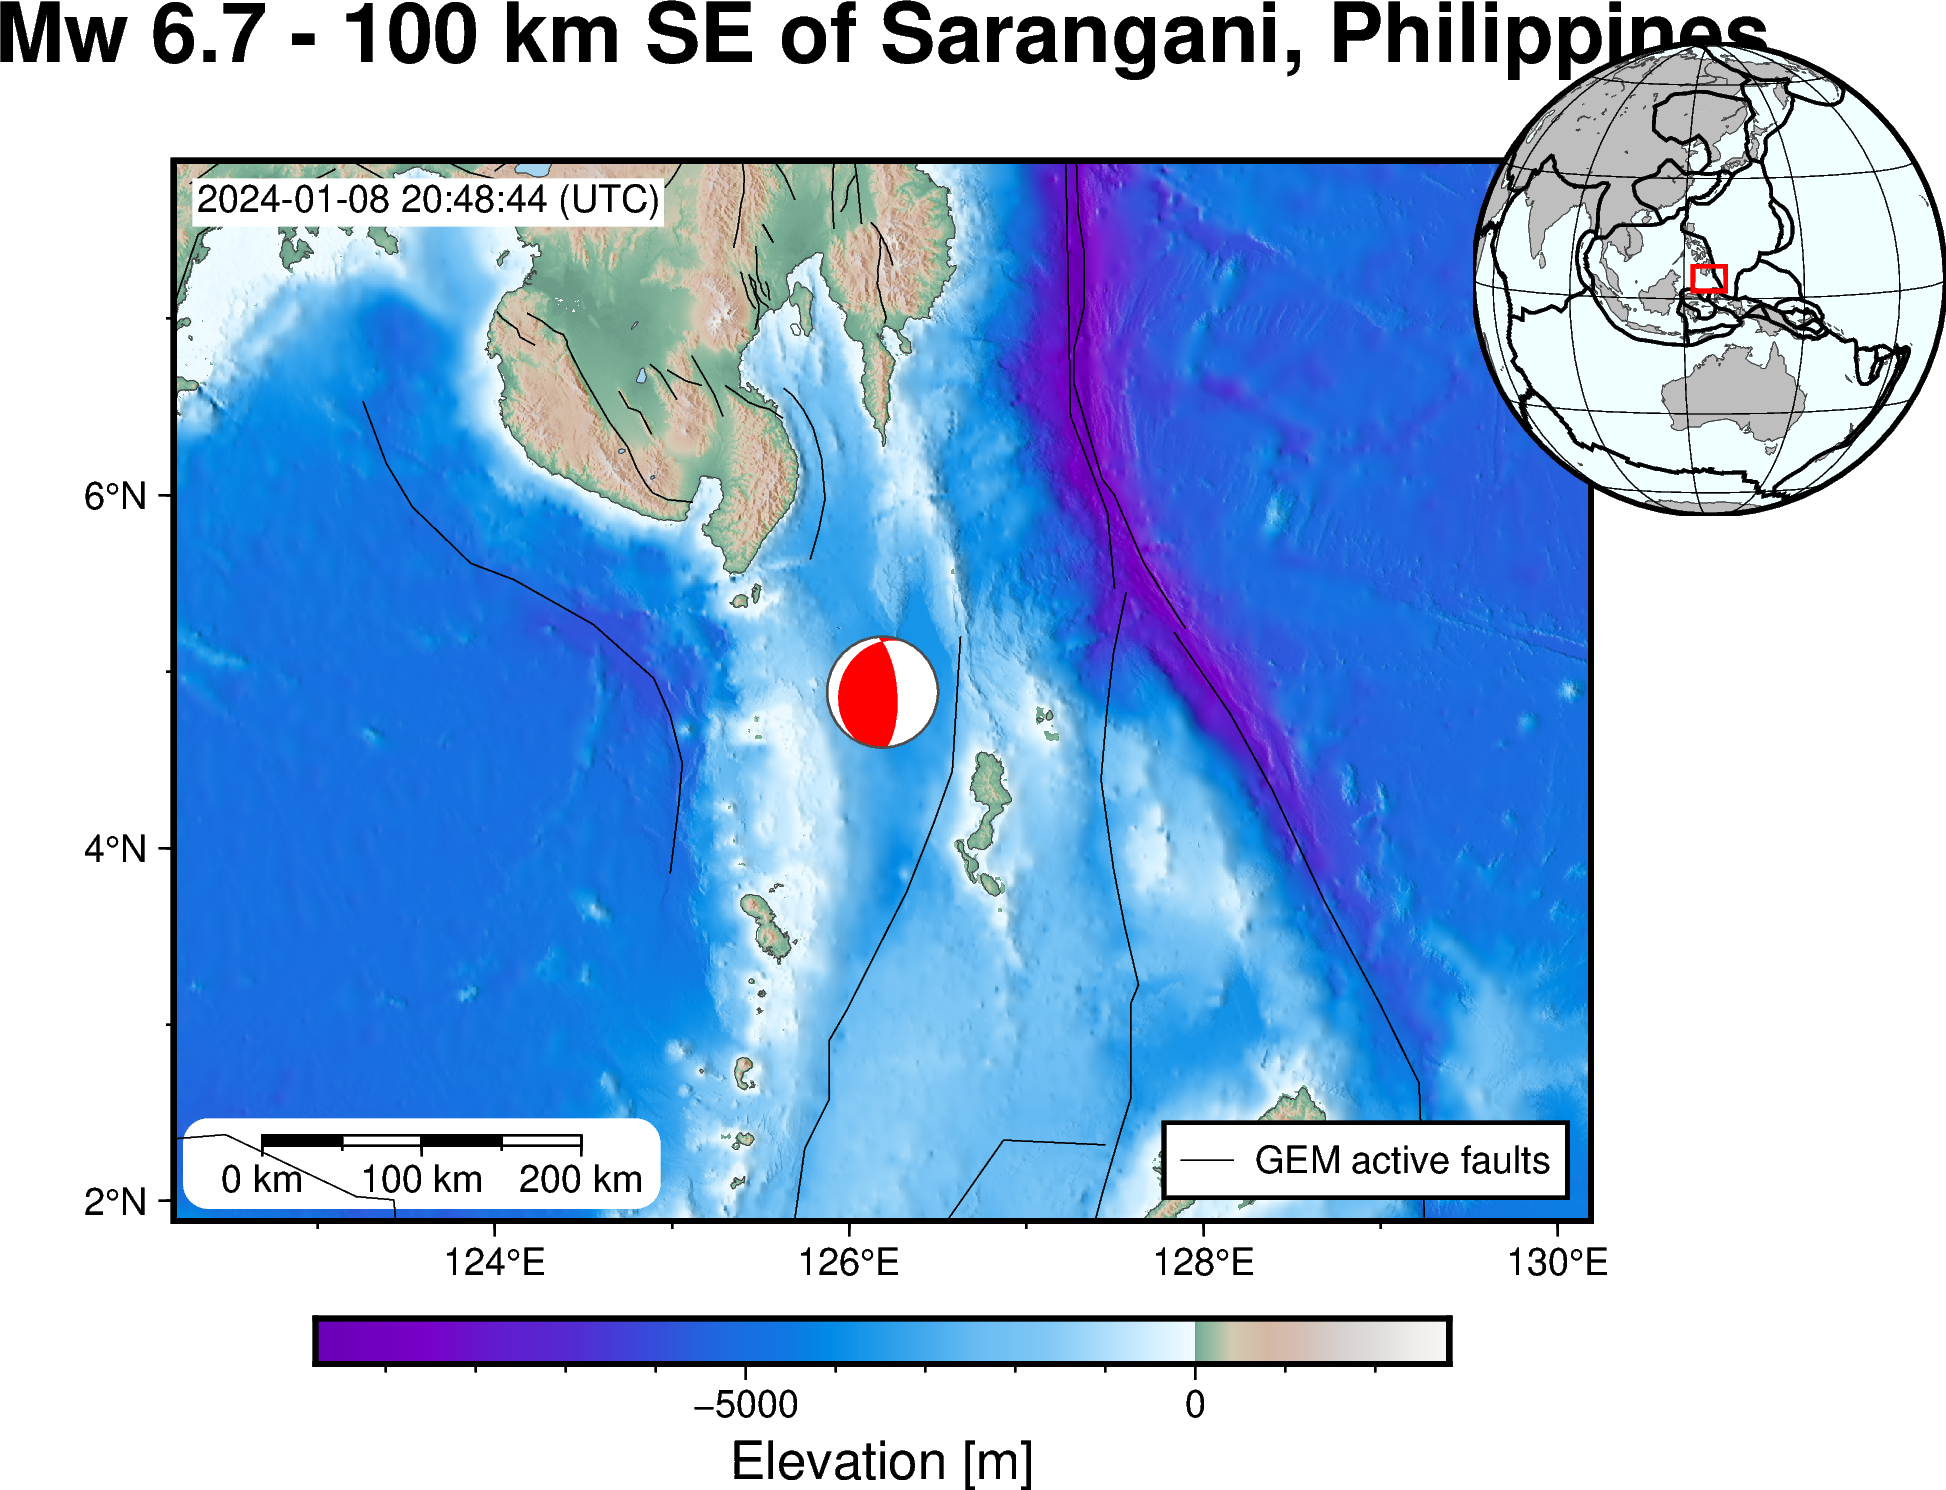 Mw 6.7 - 100 km SE of Sarangani, Philippines
2024-01-08 20:48:44 (UTC)
6°N
4°N
2°N
0 km 100 km 200 km
GEM active faults
124°E 126°E 128°E 130°E
−5000 0
Elevation [m]